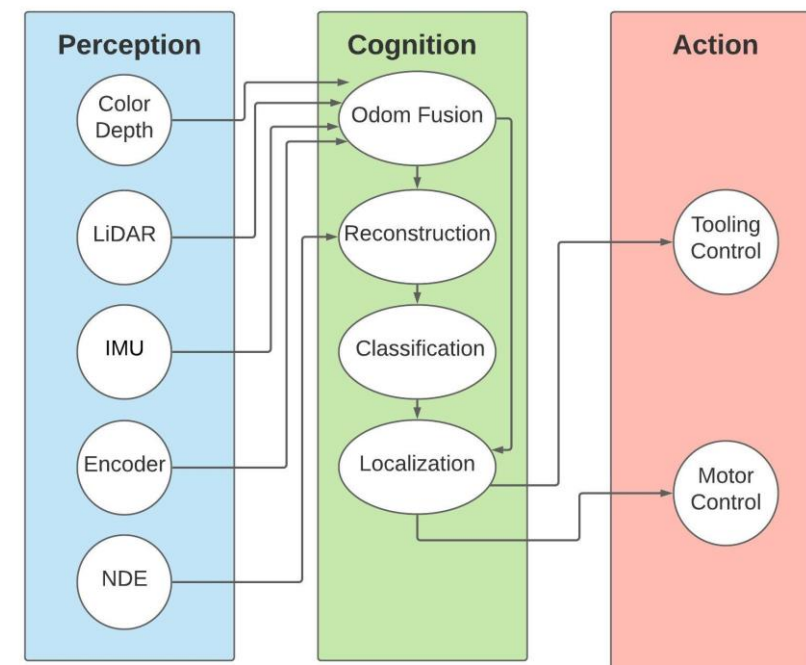 Perception
Color
Depth
LiDAR
IMU
Encoder
NDE
Cognition
Odom Fusion
Reconstruction
Classification
Localization
Action
Tooling
Control
Motor
Control